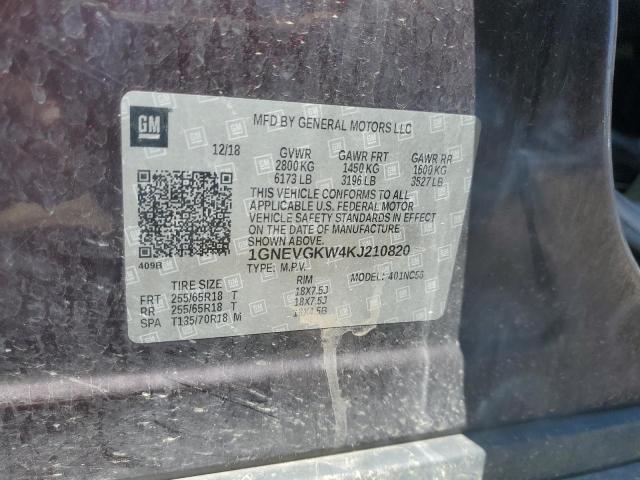 GM
MFD BY GENERAL MOTORS LLC
12/18 GVWR GAWR FRT GAWR RR
2800 KG 1450 KG 1600 KG
6173 LB 3196 LB 3527 LB
THIS VEHICLE CONFORMS TO ALL
APPLICABLE U.S. FEDERAL MOTOR
VEHICLE SAFETY STANDARDS IN EFFECT
ON THE DATE OF MANUFACTURE
SHOWN ABOVE.
1GNEVGKW4KJ210820
409B
TYPE: M.P.V. MODEL: 401NC56
TIRE SIZE RIM
FRT 255/65R18 T 18X7.5J
RR 255/65R18 T 18X7.5J
SPA T135/70R18 M 18X4.5B